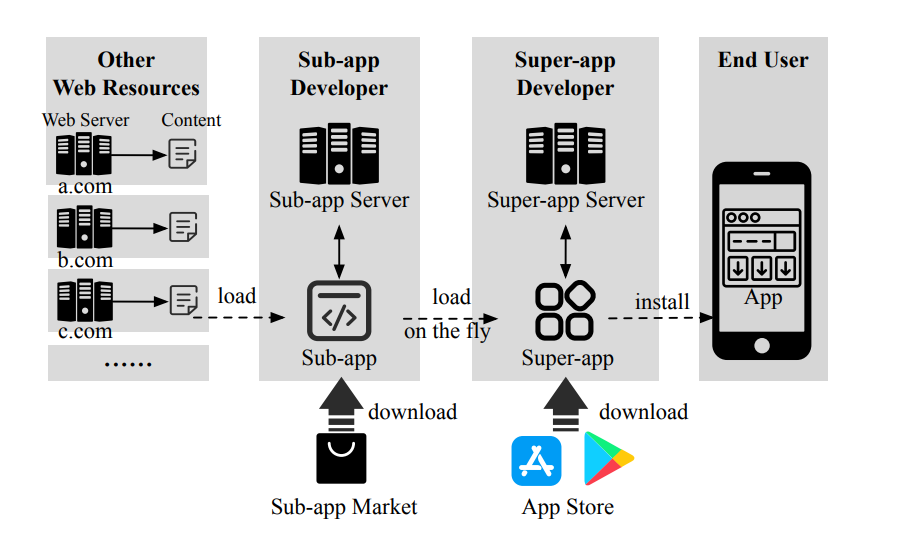 Other
Web Resources
Web Server
Content
a.com
b.com
c.com
......
load
Sub-app
Developer
Sub-app Server
Sub-app
download
Sub-app Market
load
on the fly
Super-app
Developer
Super-app Server
Super-app
download
App Store
install
End User
App